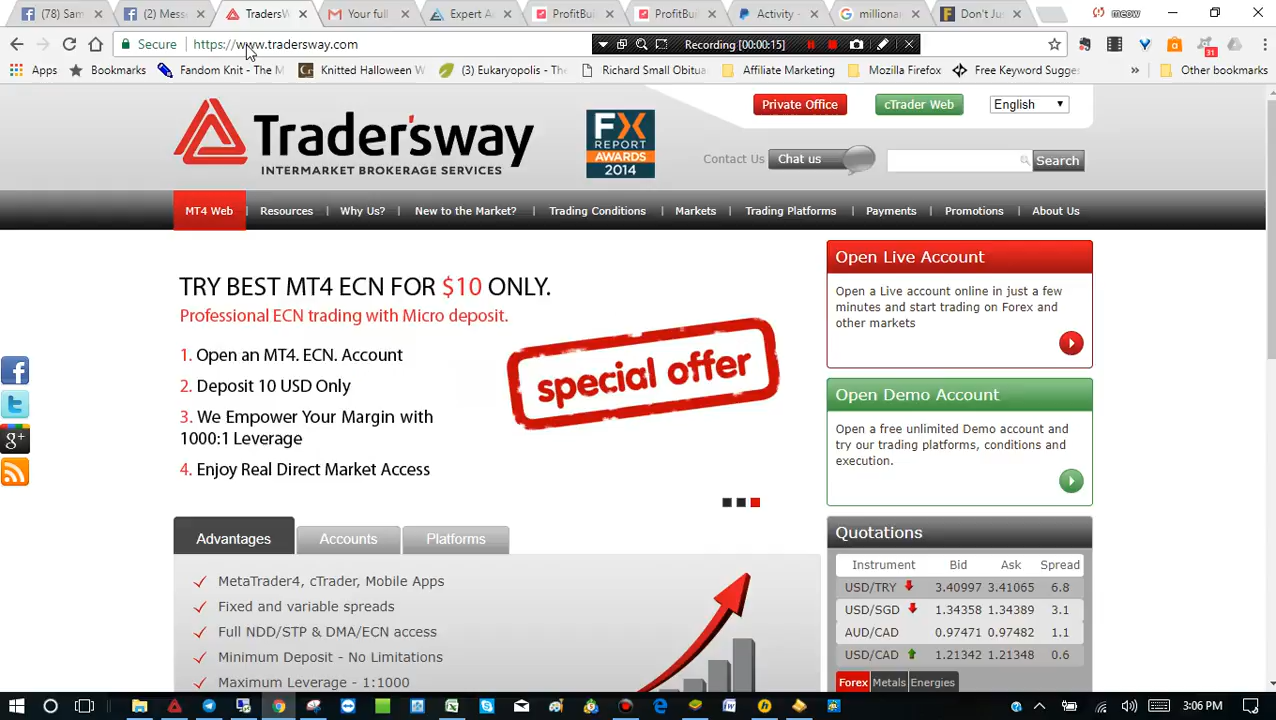 (78) Sam
(2) Mess
TradersW
Your full
Expert A
ProfitBui
ProfitBui
Activity -
millionar
Don't Jus
meow
Secure
https://www.tradersway.com
Recording [00:00:15]
Apps
Bookmarks
Fandom Knit - The M
Knitted Halloween W
Eukaryopolis - The
Richard Small Obitua
Affiliate Marketing
Mozilla Firefox
Free Keyword Sugges
»
Other bookmarks
31
Private Office
cTrader Web
English
Trader'sway
INTERMARKET BROKERAGE SERVICES
FX
REPORT
AWARDS
2014
Contact Us
Chat us
Search
MT4 Web
Resources
Why Us?
New to the Market?
Trading Conditions
Markets
Trading Platforms
Payments
Promotions
About Us
TRY BEST MT4 ECN FOR $10 ONLY.
Professional ECN trading with Micro deposit.
1. Open an MT4. ECN. Account
2. Deposit 10 USD Only
3. We Empower Your Margin with
1000:1 Leverage
4. Enjoy Real Direct Market Access
special offer
Open Live Account
Open a Live account online in just a few
minutes and start trading on Forex and
other markets
Open Demo Account
Open a free unlimited Demo account and
try our trading platforms, conditions and
execution.
Advantages
Accounts
Platforms
MetaTrader4, cTrader, Mobile Apps
Fixed and variable spreads
Full NDD/STP & DMA/ECN access
Minimum Deposit - No Limitations
Maximum Leverage - 1:1000
Quotations
Instrument Bid Ask Spread
USD/TRY 3.40997 3.41065 6.8
USD/SGD 1.34358 1.34389 3.1
AUD/CAD 0.97471 0.97482 1.1
USD/CAD 1.21342 1.21348 0.6
Forex Metals Energies
3:06 PM